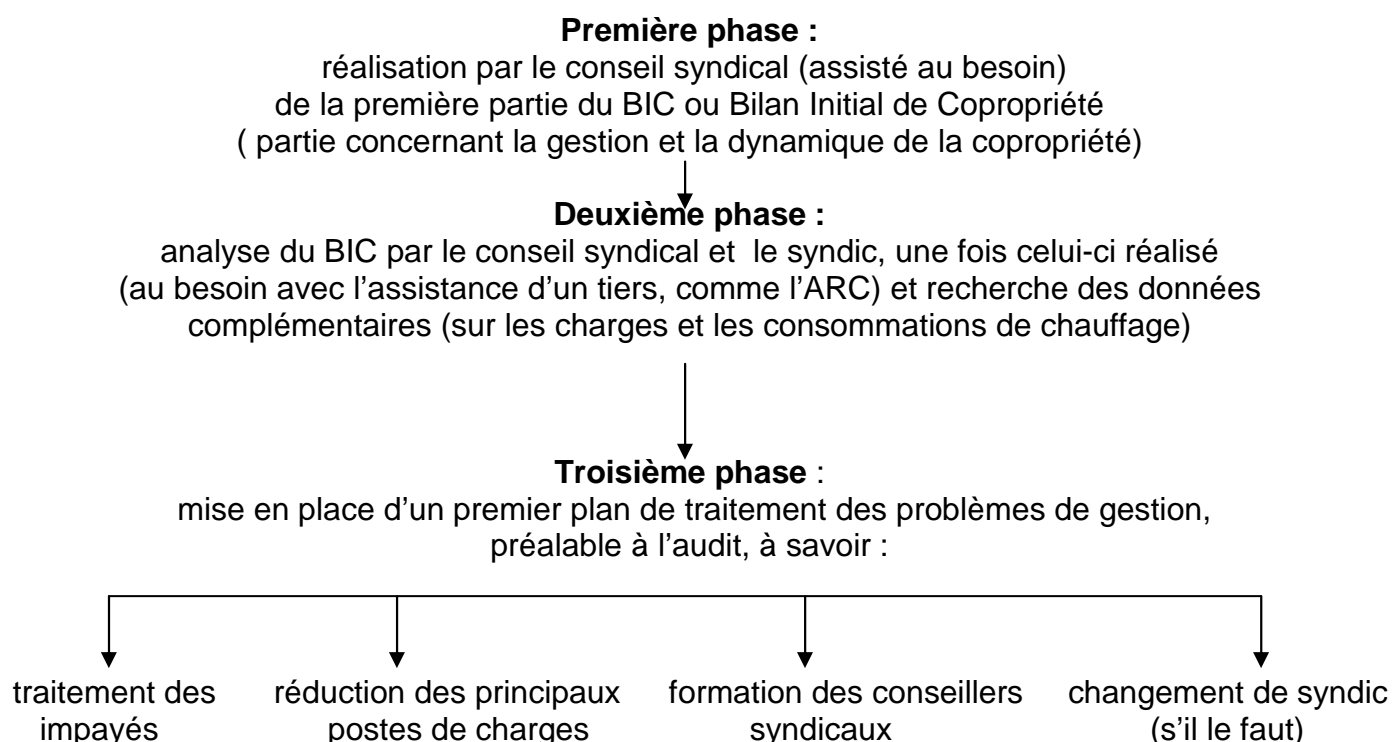 Première phase :
réalisation par le conseil syndical (assisté au besoin)
de la première partie du BIC ou Bilan Initial de Copropriété
( partie concernant la gestion et la dynamique de la copropriété)
Deuxième phase :
analyse du BIC par le conseil syndical et le syndic, une fois celui-ci réalisé
(au besoin avec l’assistance d’un tiers, comme l’ARC) et recherche des données
complémentaires (sur les charges et les consommations de chauffage)
Troisième phase :
mise en place d’un premier plan de traitement des problèmes de gestion,
préalable à l’audit, à savoir :
traitement des
impayés
réduction des principaux
postes de charges
formation des conseillers
syndicaux
changement de syndic
(s’il le faut)